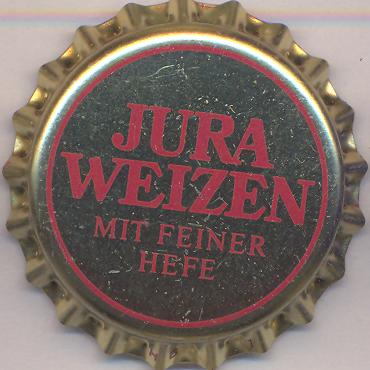 JURA
WEIZEN
MIT FEINER
HEFE